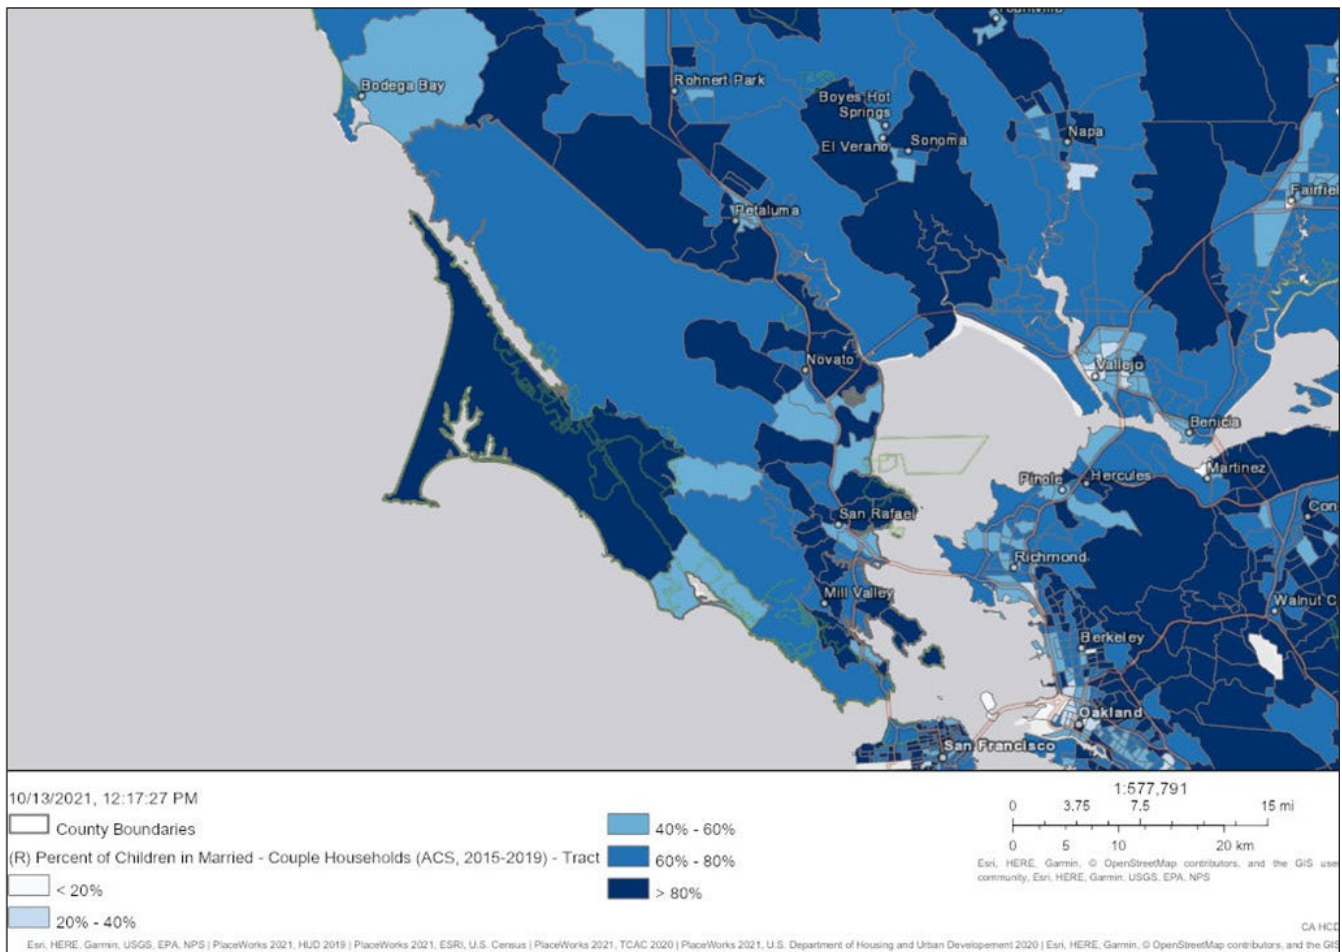 Yountville
Bodega Bay
Rohnert Park
Boyes Hot
Springs
El Verano
Sonoma
Napa
Fairfiel
Petaluma
Novato
Vallejo
Benicia
Martinez
Hercules
Pinole
Con
San Rafael
Richmond
Mill Valley
Walnut C
Berkeley
Oakland
San Francisco
10/13/2021, 12:17:27 PM
County Boundaries
(R) Percent of Children in Married - Couple Households (ACS, 2015-2019) - Tract
< 20%
20% - 40%
40% - 60%
60% - 80%
> 80%
1:577,791
0 3.75 7.5 15 mi
0 5 10 20 km
Esri, HERE, Garmin, © OpenStreetMap contributors, and the GIS user
community, Esri, HERE, Garmin, USGS, EPA, NPS
CA HCD
Esri, HERE, Garmin, USGS, EPA, NPS | PlaceWorks 2021, HUD 2019 | PlaceWorks 2021, ESRI, U.S. Census | PlaceWorks 2021, TCAC 2020 | PlaceWorks 2021, U.S. Department of Housing and Urban Developement 2020 | Esri, HERE, Garmin, © OpenStreetMap contributors, and the GIS